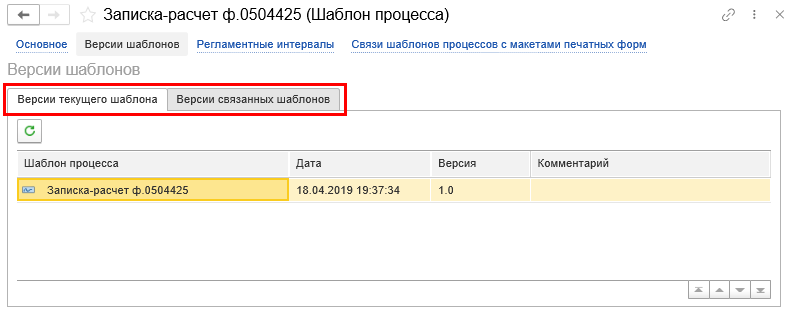 Записка-расчет ф.0504425 (Шаблон процесса)
Основное Версии шаблонов Регламентные интервалы Связи шаблонов процессов с макетами печатных форм
Версии шаблонов
Версии текущего шаблона Версии связанных шаблонов
Шаблон процесса Дата Версия Комментарий
Записка-расчет ф.0504425 18.04.2019 19:37:34 1.0